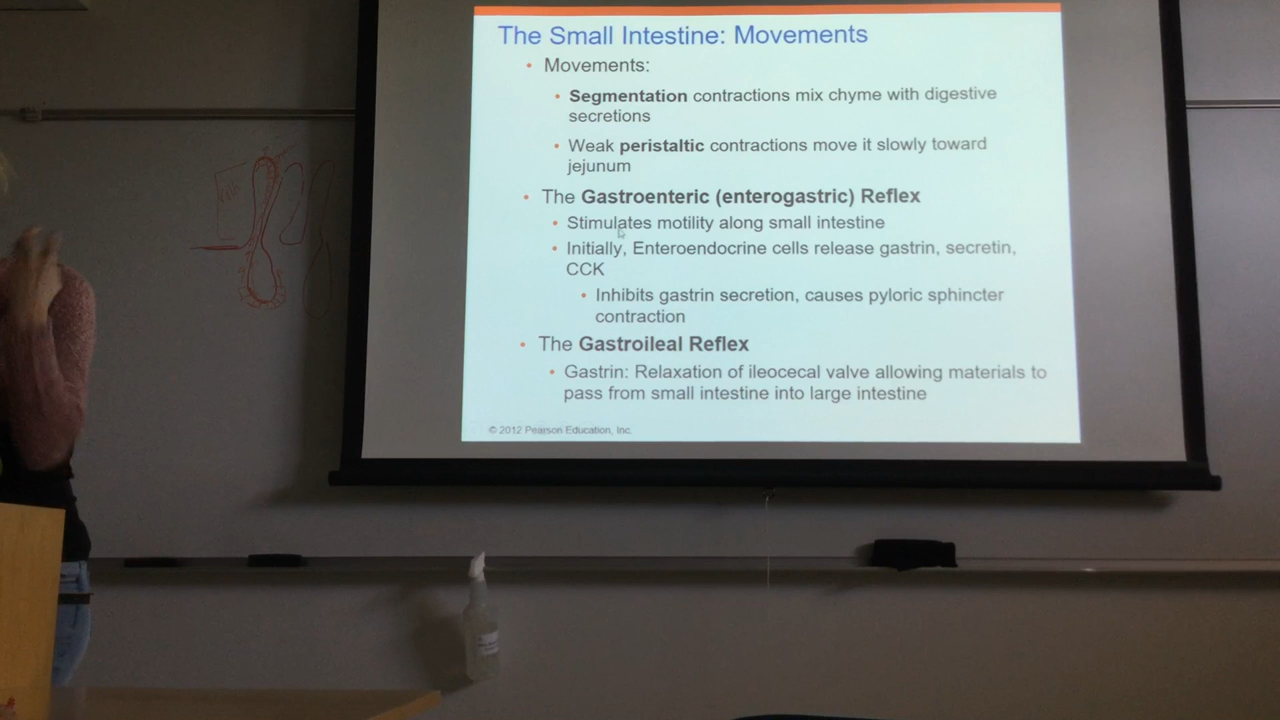 The Small Intestine: Movements
• Movements:
• Segmentation contractions mix chyme with digestive
secretions
• Weak peristaltic contractions move it slowly toward
jejunum
• The Gastroenteric (enterogastric) Reflex
• Stimulates motility along small intestine
• Initially, Enteroendocrine cells release gastrin, secretin,
CCK
• Inhibits gastrin secretion, causes pyloric sphincter
contraction
• The Gastroileal Reflex
• Gastrin: Relaxation of ileocecal valve allowing materials to
pass from small intestine into large intestine
© 2012 Pearson Education, Inc.